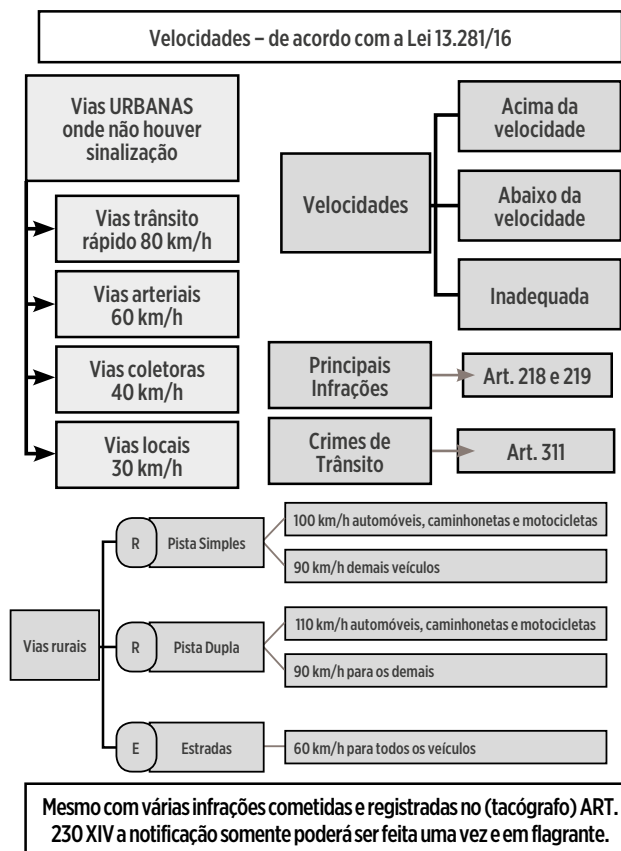 Velocidades – de acordo com a Lei 13.281/16
Vias URBANAS
onde não houver
sinalização
Vias trânsito
rápido 80 km/h
Vias arteriais
60 km/h
Vias coletoras
40 km/h
Vias locais
30 km/h
Velocidades
Acima da
velocidade
Abaixo da
velocidade
Inadequada
Principais
Infrações
Art. 218 e 219
Crimes de
Trânsito
Art. 311
Vias rurais
R
Pista Simples
100 km/h automóveis, caminhonetas e motocicletas
90 km/h demais veículos
R
Pista Dupla
110 km/h automóveis, caminhonetas e motocicletas
90 km/h para os demais
E
Estradas
60 km/h para todos os veículos
Mesmo com várias infrações cometidas e registradas no (tacógrafo) ART.
230 XIV a notificação somente poderá ser feita uma vez e em flagrante.